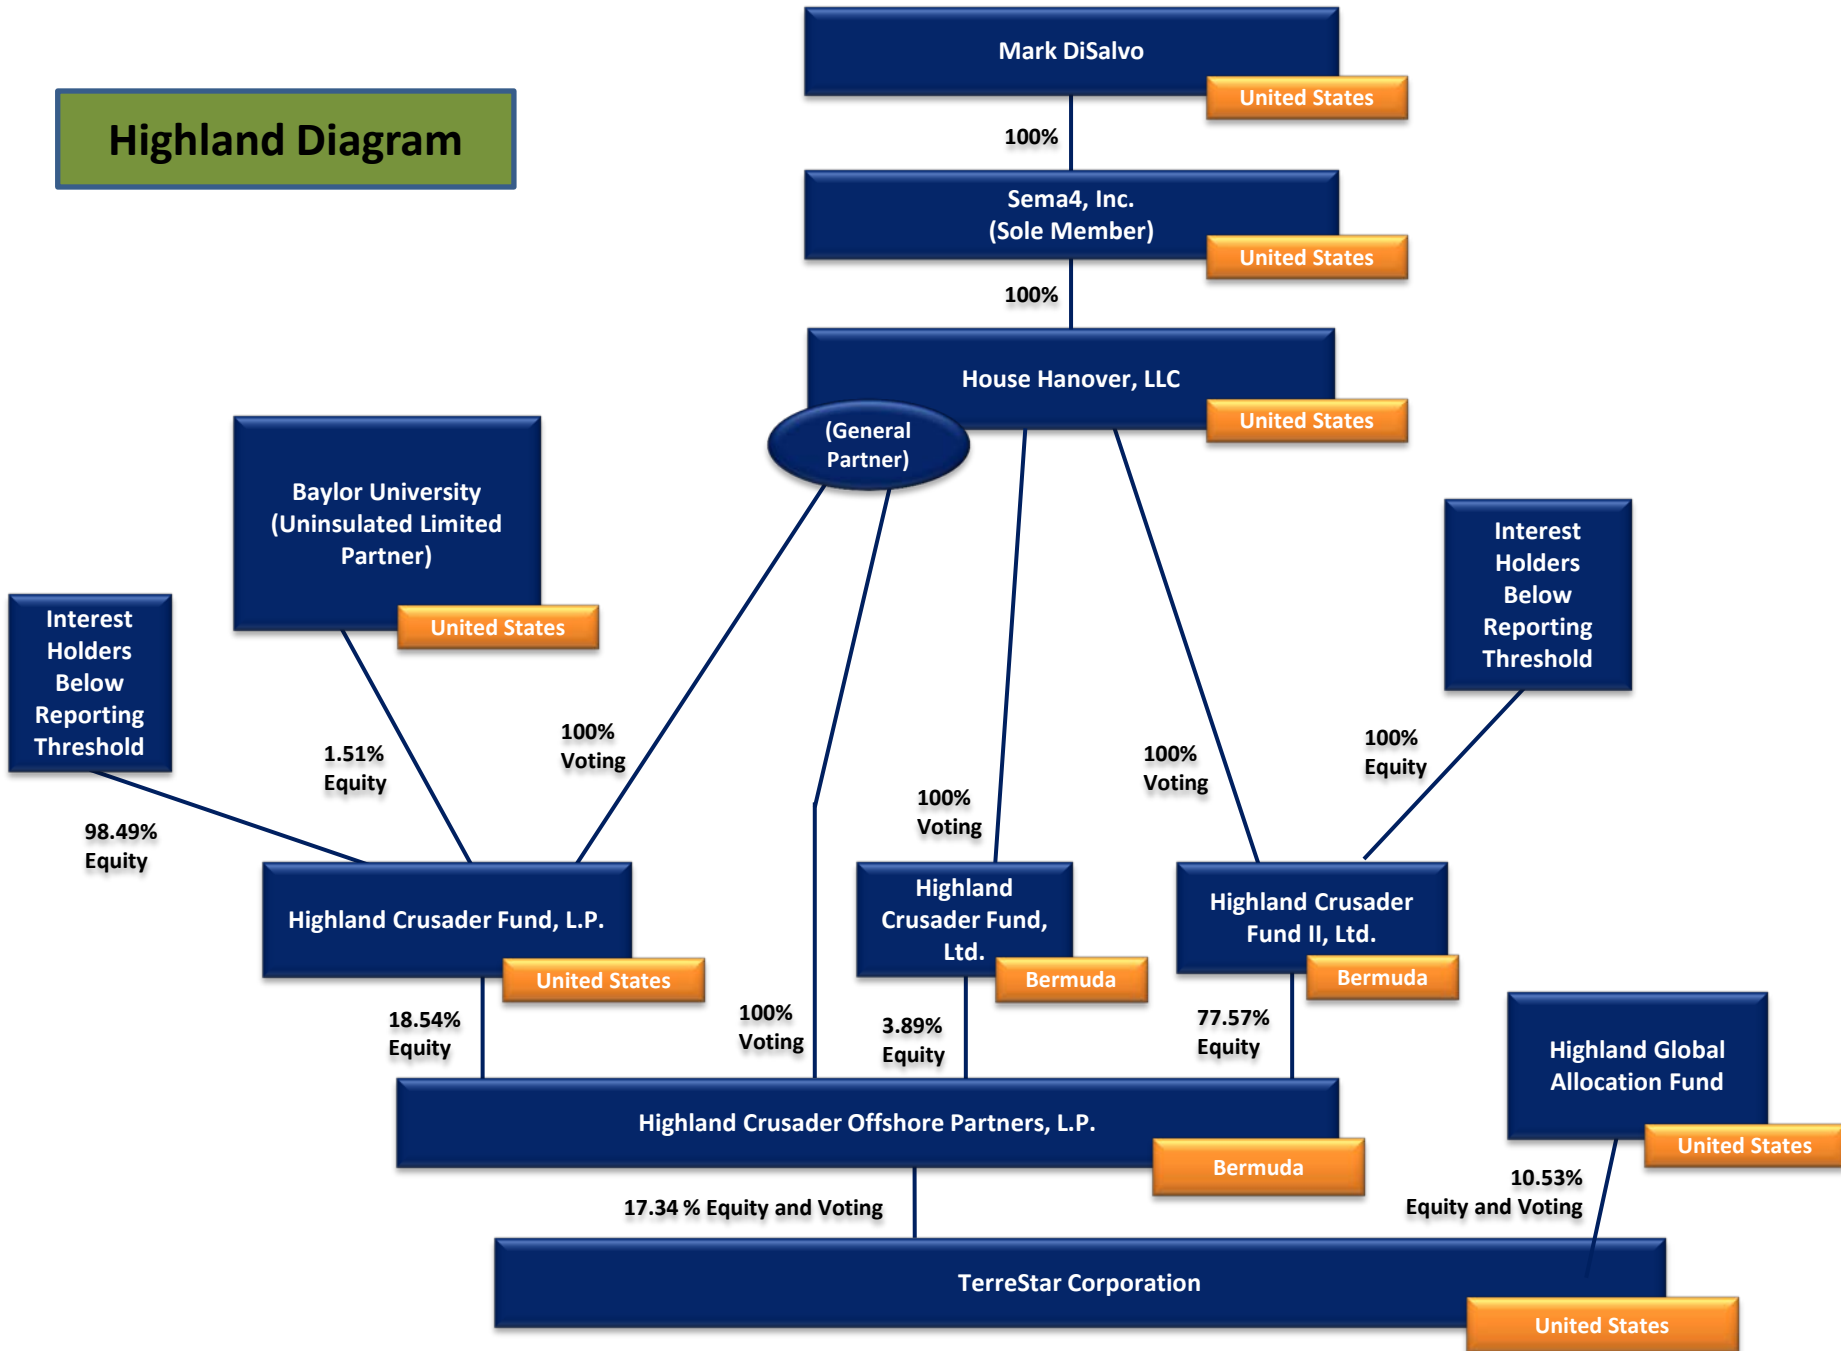 Mark DiSalvo
United States
Highland Diagram
100%
Sema4, Inc.
(Sole Member)
United States
100%
House Hanover, LLC
United States
(General
Partner)
Baylor University
(Uninsulated Limited
Partner)
United States
Interest
Holders
Below
Reporting
Threshold
Interest
Holders
Below
Reporting
Threshold
98.49%
Equity
1.51%
Equity
100%
Voting
100%
Voting
100%
Voting
100%
Equity
Highland Crusader Fund, L.P.
United States
Highland
Crusader Fund,
Ltd.
Bermuda
Highland Crusader
Fund II, Ltd.
Bermuda
18.54%
Equity
100%
Voting
3.89%
Equity
77.57%
Equity
Highland Global
Allocation Fund
United States
Highland Crusader Offshore Partners, L.P.
Bermuda
17.34 % Equity and Voting
10.53%
Equity and Voting
TerreStar Corporation
United States